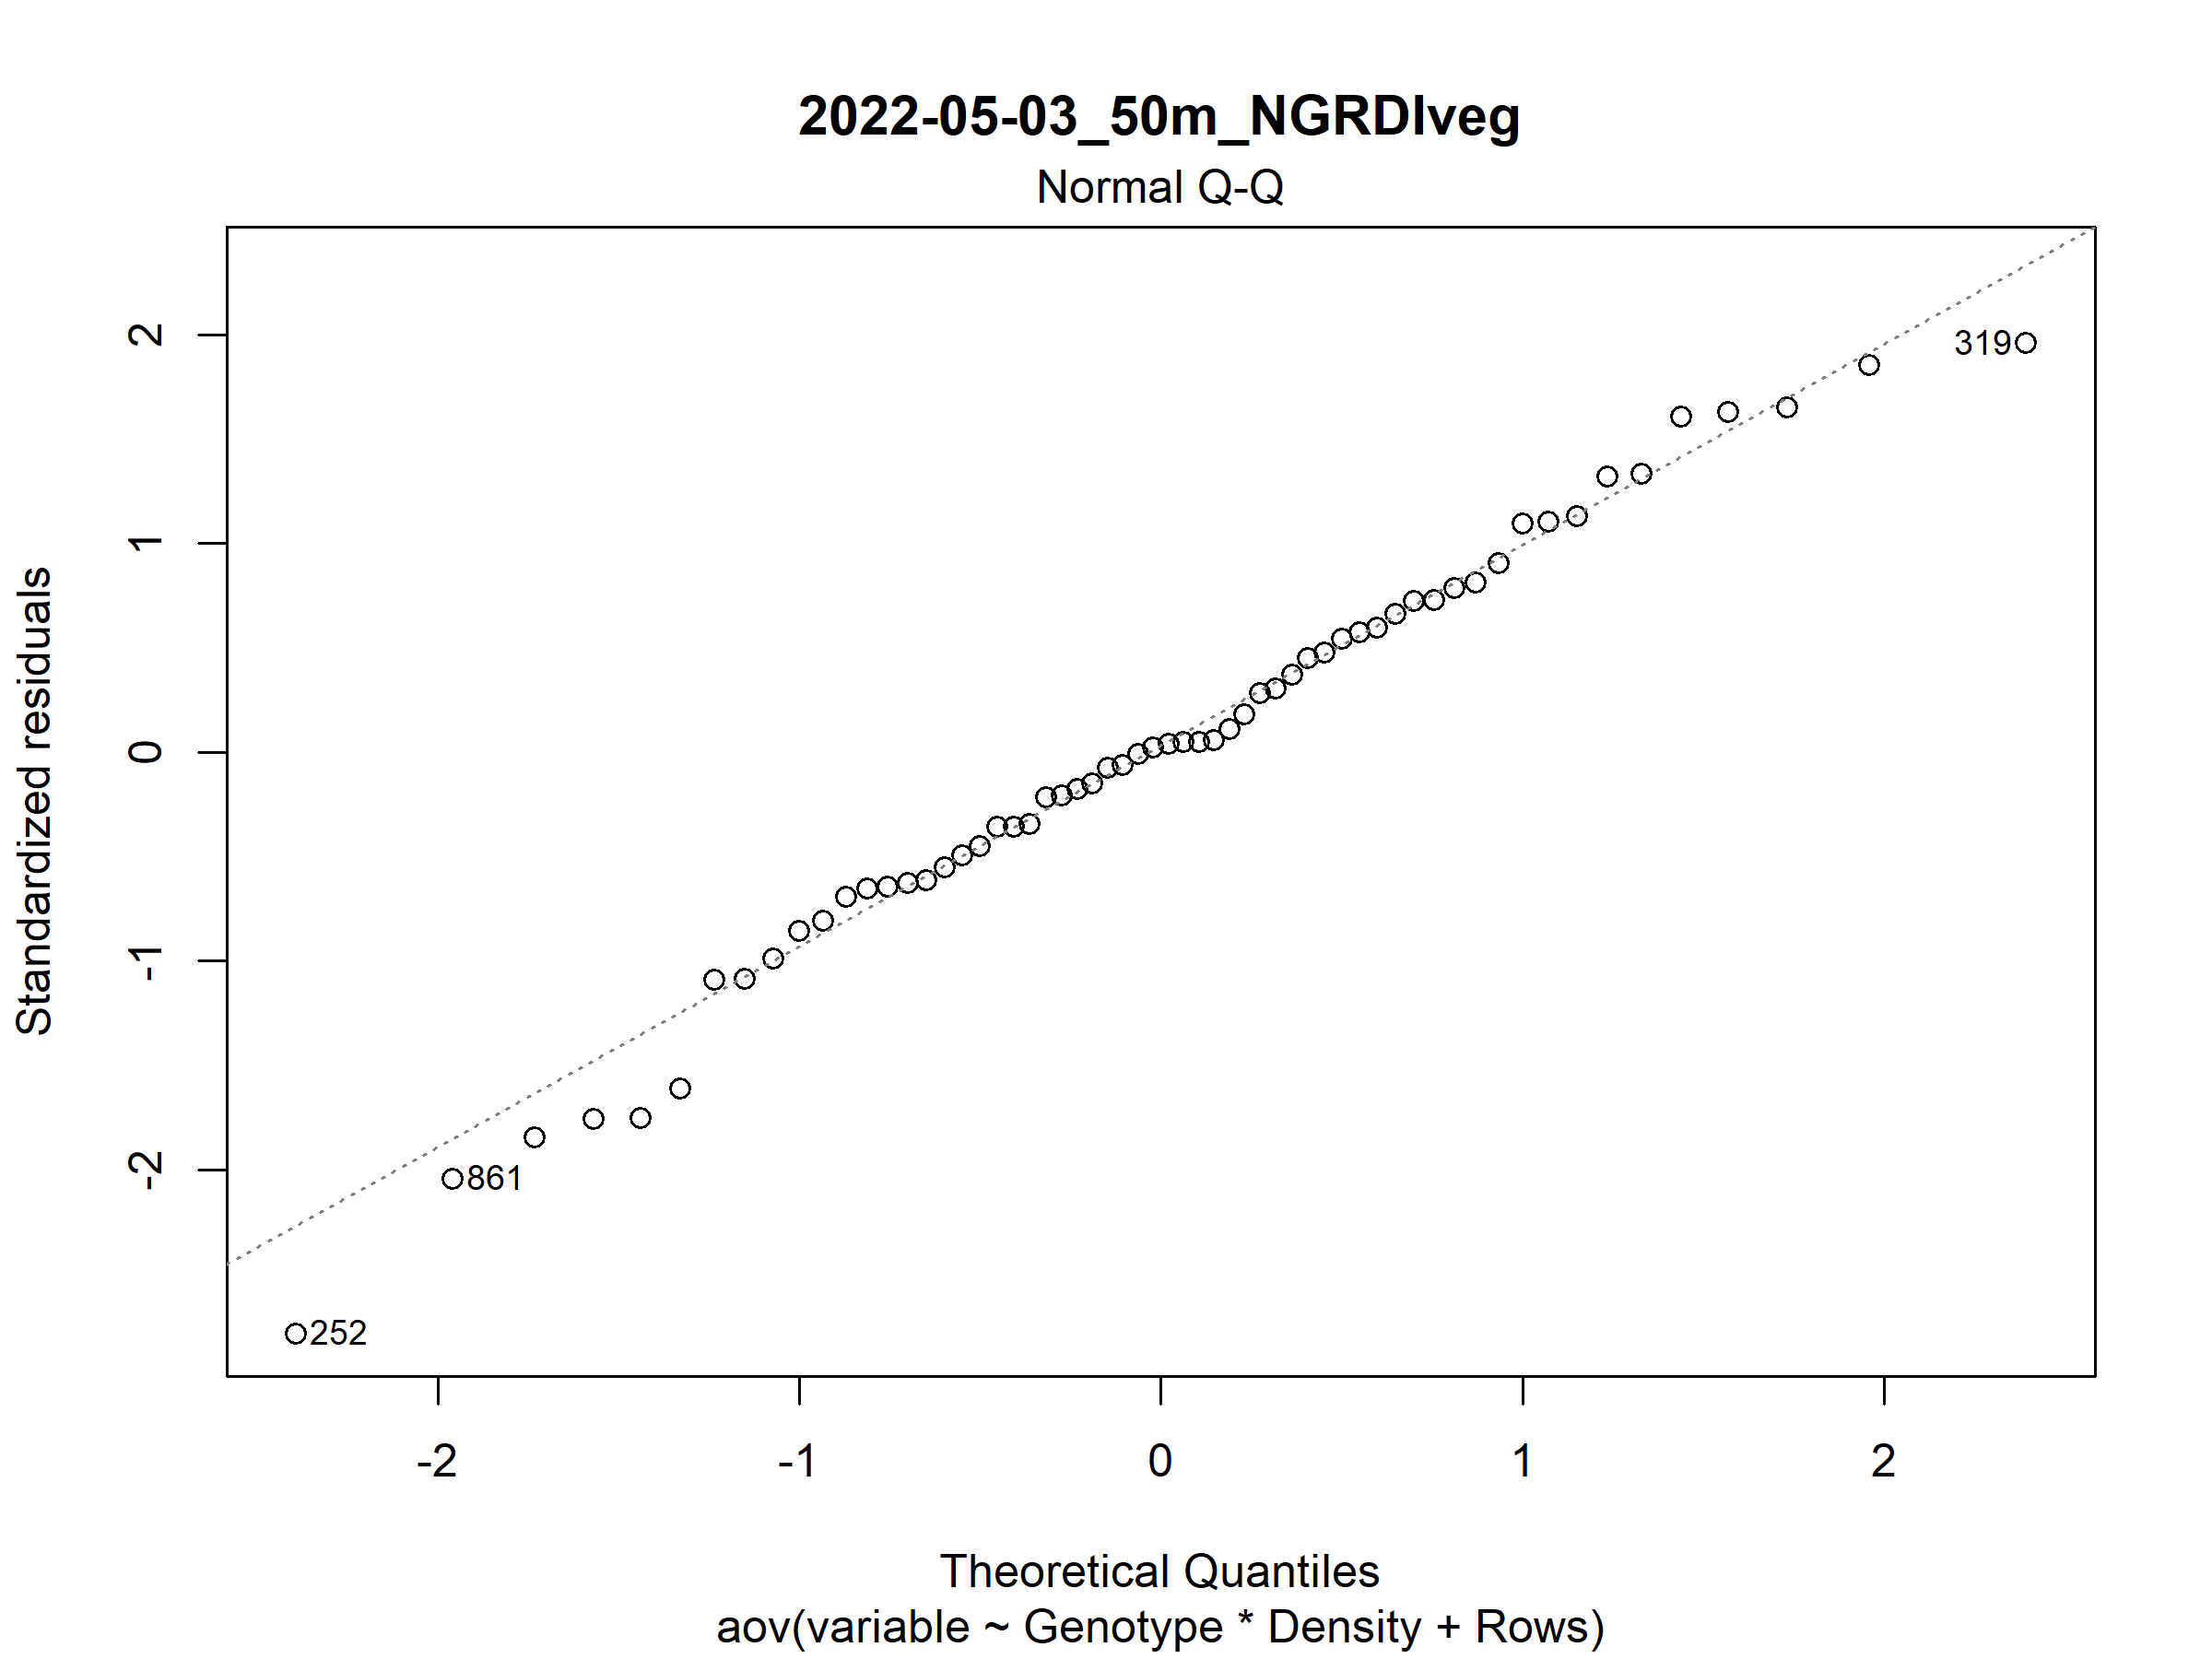 2022-05-03_50m_NGRDIveg
Normal Q-Q
Standardized residuals
2
1
0
-1
-2
319
861
252
-2
-1
0
1
2
Theoretical Quantiles
aov(variable ~ Genotype * Density + Rows)